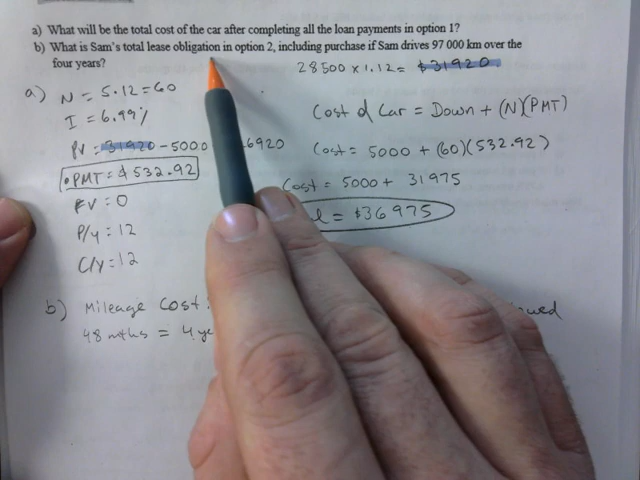 a) What will be the total cost of the car after completing all the loan payments in option 1?
b) What is Sam's total lease obligation in option 2, including purchase if Sam drives 97 000 km over the
four years?
28500 x 1.12 = $31920.
a) N = 5.12 = 60
I = 6.99%
PV = 31920 - 5000 6920
PMT = $532.92
FV = 0
P/y = 12
C/y = 12
Cost of Car = Down + (N)(PMT)
Cost = 5000 + (60)(532.92)
Cost = 5000 + 31975
= $36975
b) Mileage Cost
48 mths = 4 ye